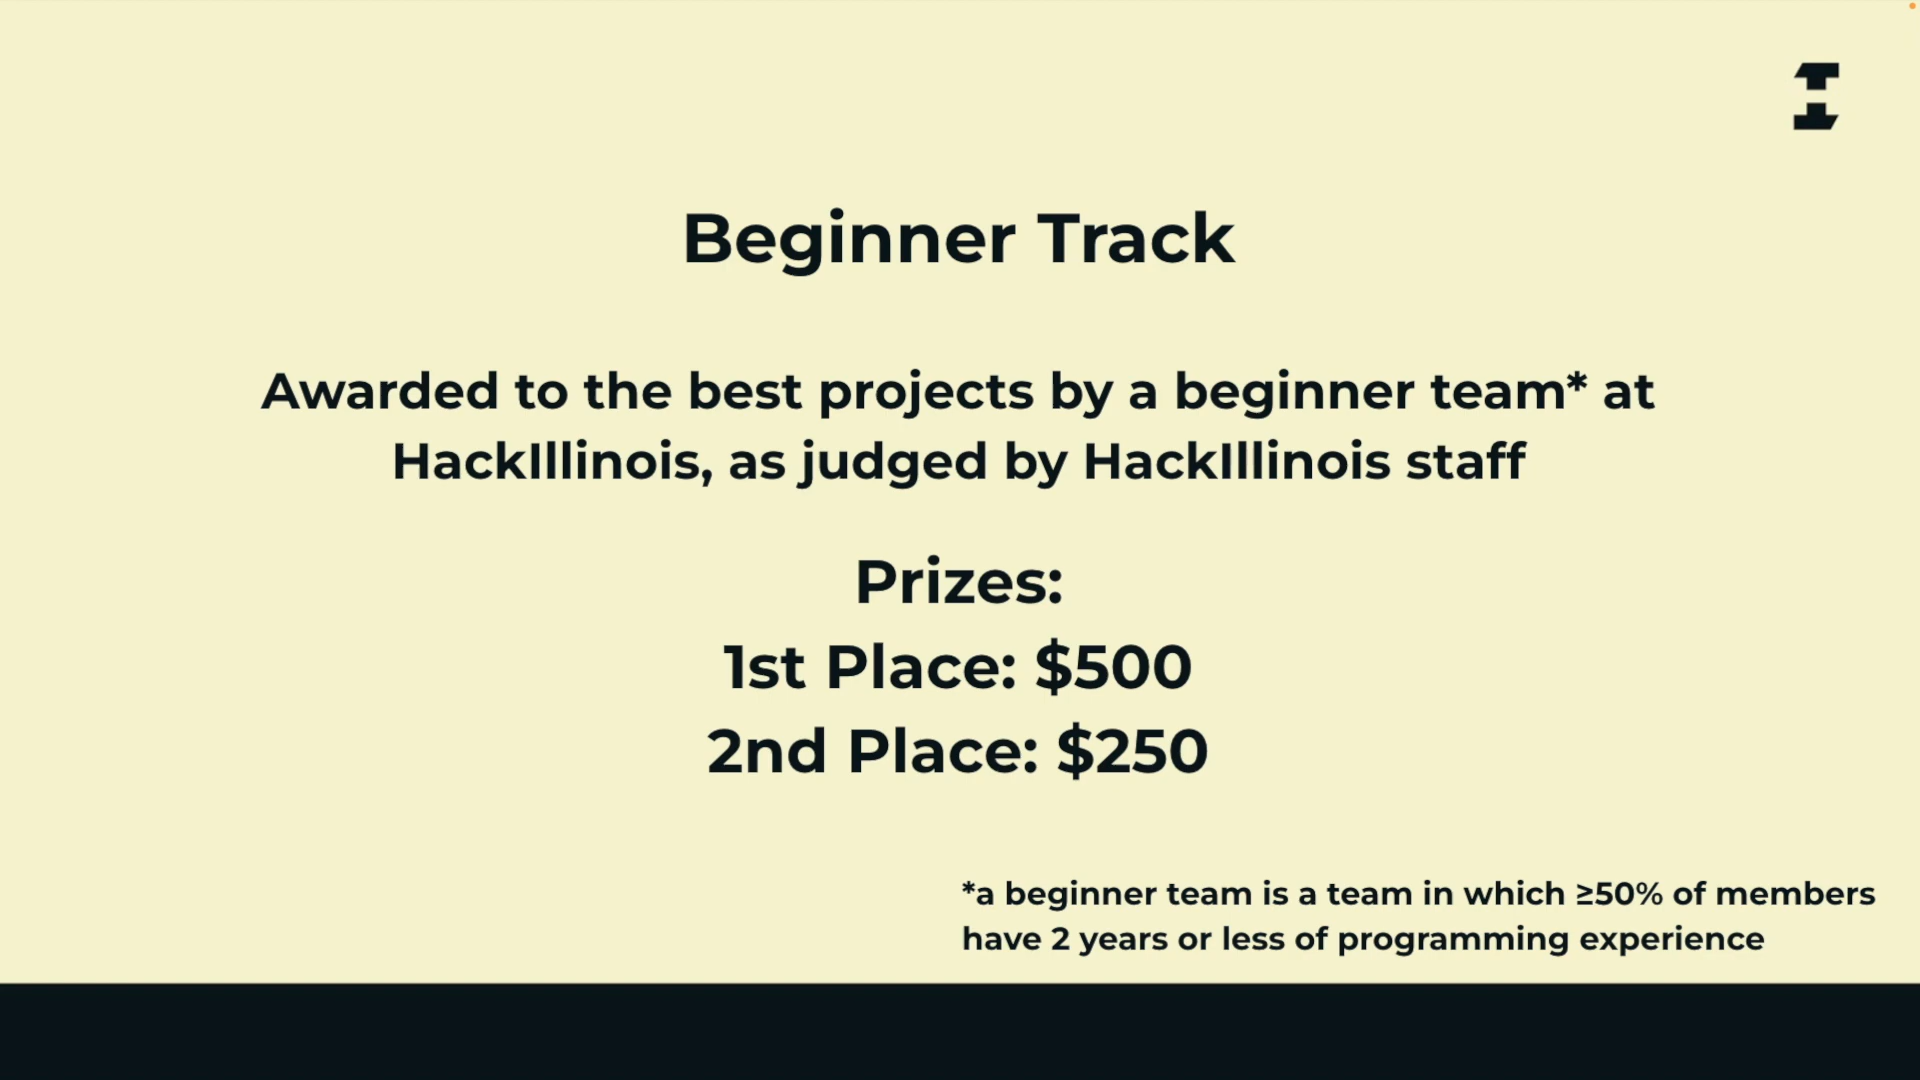 Beginner Track
Awarded to the best projects by a beginner team* at
HackIllinois, as judged by HackIllinois staff
Prizes:
1st Place: $500
2nd Place: $250
*a beginner team is a team in which ≥50% of members
have 2 years or less of programming experience